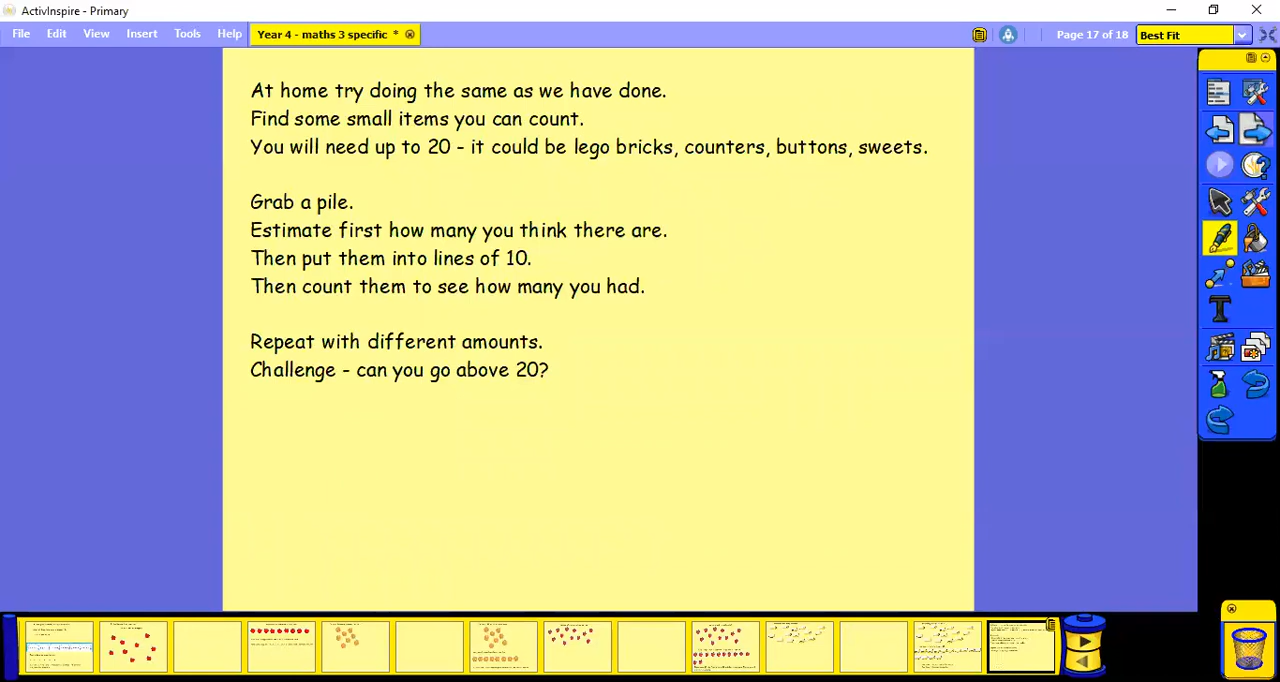 ActivInspire - Primary
File Edit View Insert Tools Help
Year 4 - maths 3 specific *
Page 17 of 18
Best Fit
At home try doing the same as we have done.
Find some small items you can count.
You will need up to 20 - it could be lego bricks, counters, buttons, sweets.
Grab a pile.
Estimate first how many you think there are.
Then put them into lines of 10.
Then count them to see how many you had.
Repeat with different amounts.
Challenge - can you go above 20?